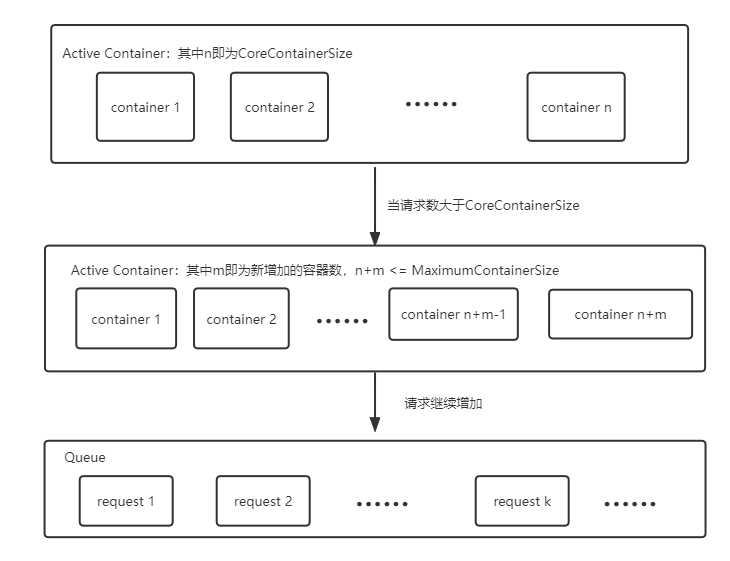 Active Container：其中n即为CoreContainerSize
container 1
container 2
······
container n
当请求数大于CoreContainerSize
Active Container：其中m即为新增加的容器数，n+m <= MaximumContainerSize
container 1
container 2
······
container n+m-1
container n+m
请求继续增加
Queue
request 1
request 2
······
request k
······